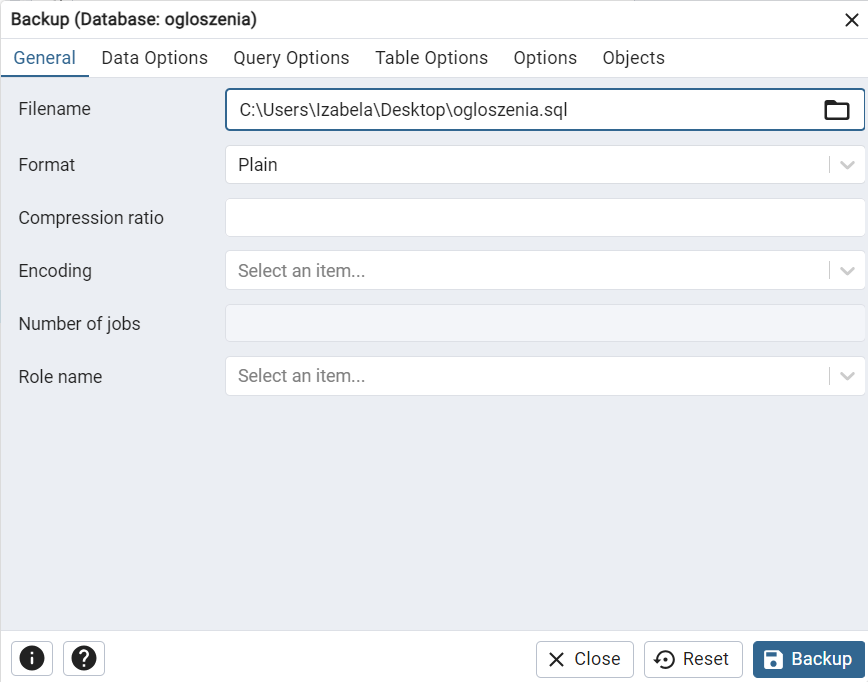 Backup (Database: ogloszenia)
General Data Options Query Options Table Options Options Objects
Filename C:\Users\Izabela\Desktop\ogloszenia.sql
Format Plain
Compression ratio
Encoding Select an item...
Number of jobs
Role name Select an item...
Close Reset Backup